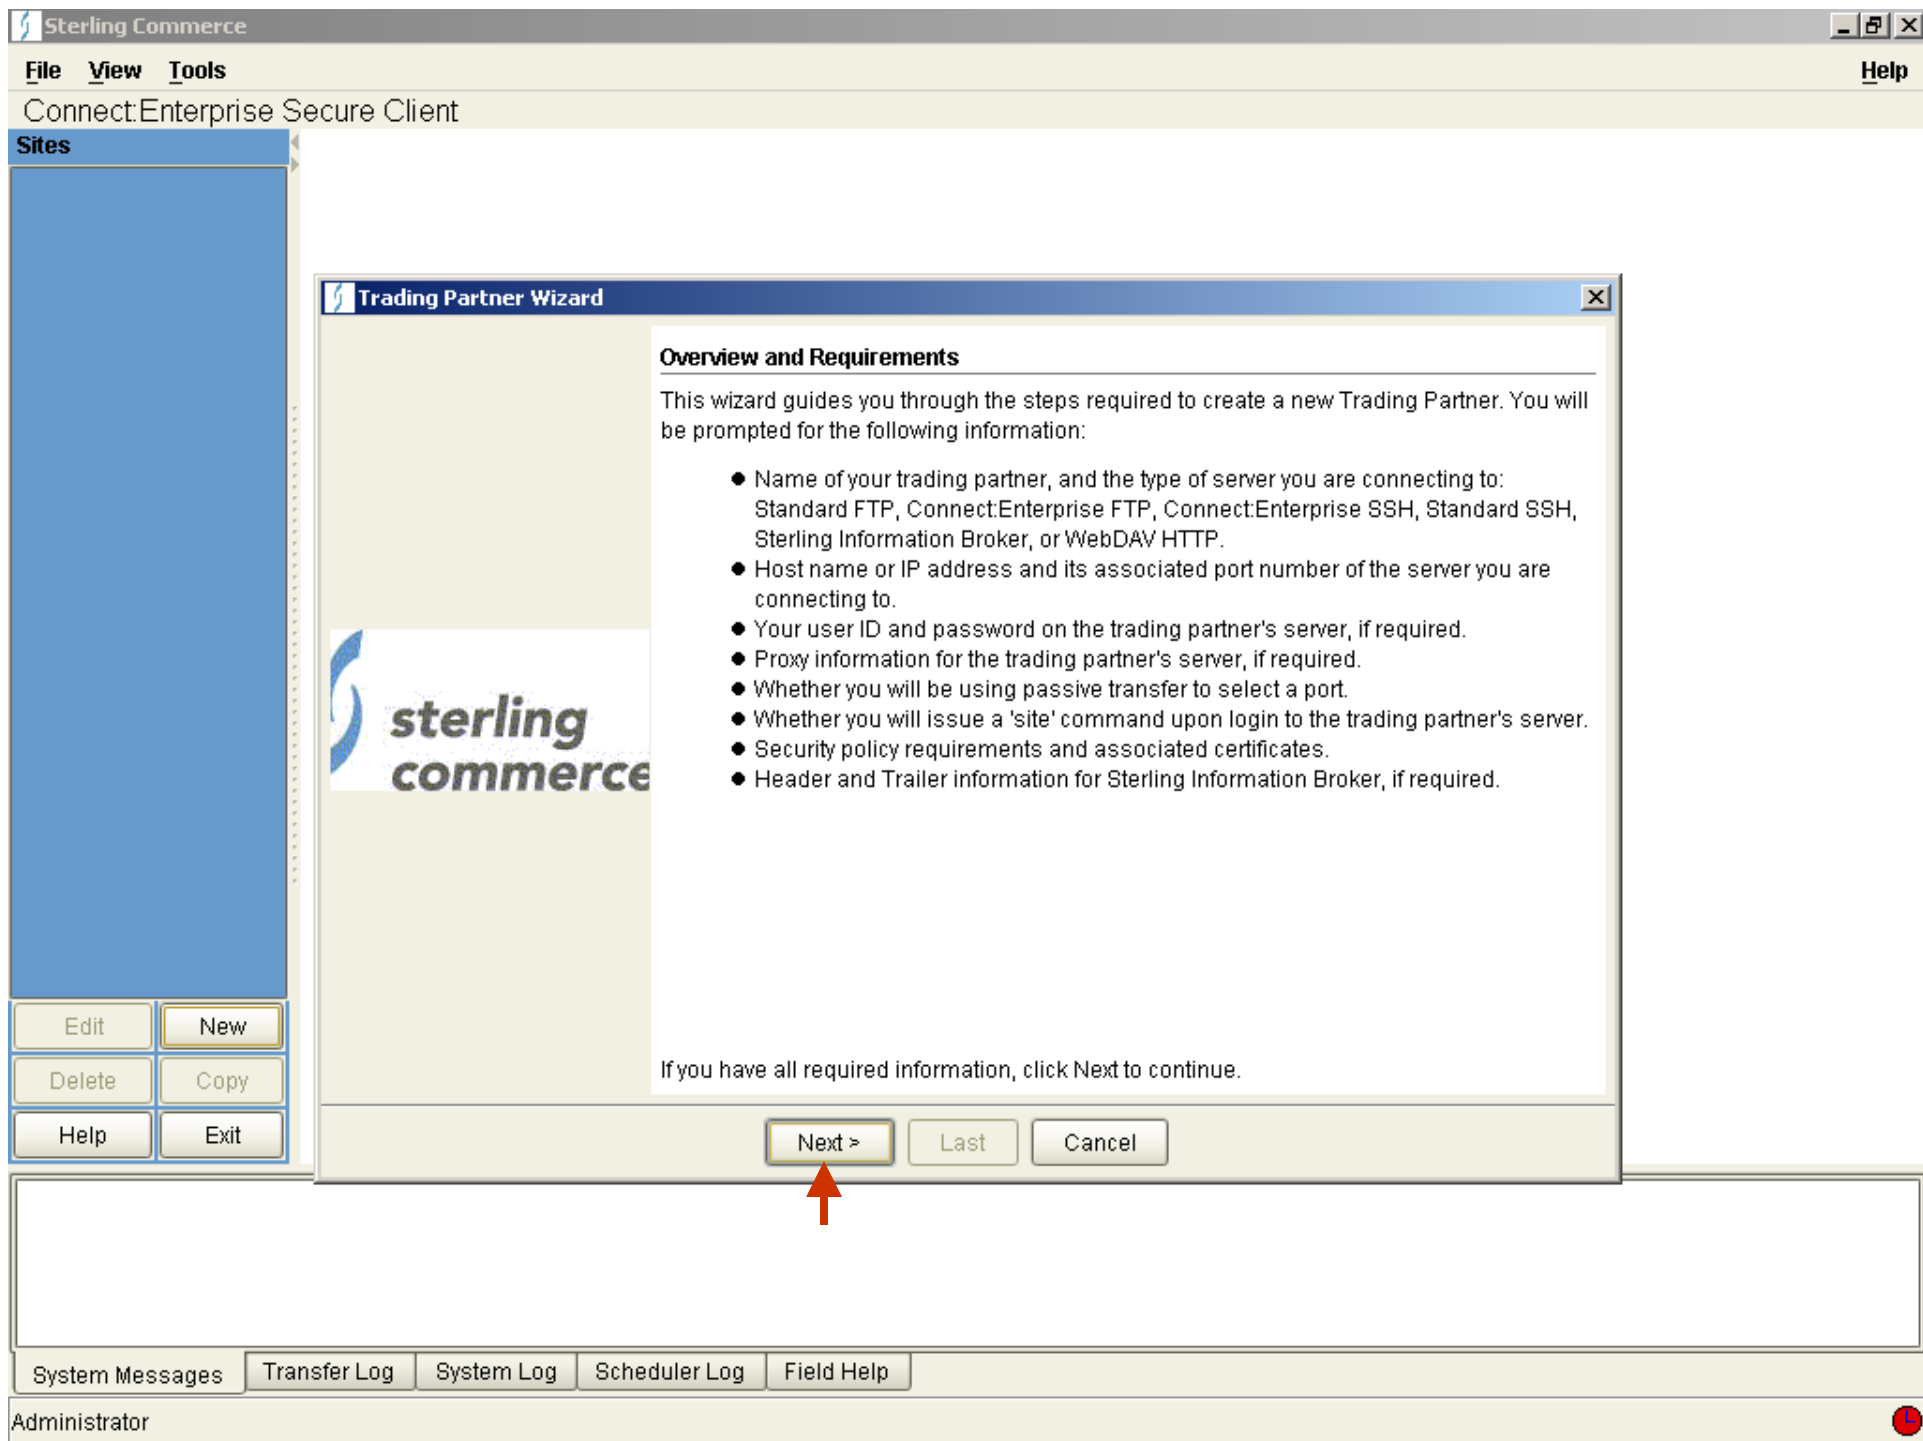 Sterling Commerce
File View Tools Help
Connect:Enterprise Secure Client
Sites
Trading Partner Wizard
Overview and Requirements
This wizard guides you through the steps required to create a new Trading Partner. You will
be prompted for the following information:
● Name of your trading partner, and the type of server you are connecting to:
Standard FTP, Connect:Enterprise FTP, Connect:Enterprise SSH, Standard SSH,
Sterling Information Broker, or WebDAV HTTP.
● Host name or IP address and its associated port number of the server you are
connecting to.
● Your user ID and password on the trading partner's server, if required.
● Proxy information for the trading partner's server, if required.
● Whether you will be using passive transfer to select a port.
● Whether you will issue a 'site' command upon login to the trading partner's server.
● Security policy requirements and associated certificates.
● Header and Trailer information for Sterling Information Broker, if required.
sterling
commerce
If you have all required information, click Next to continue.
Next > Last Cancel
Edit New
Delete Copy
Help Exit
System Messages Transfer Log System Log Scheduler Log Field Help
Administrator